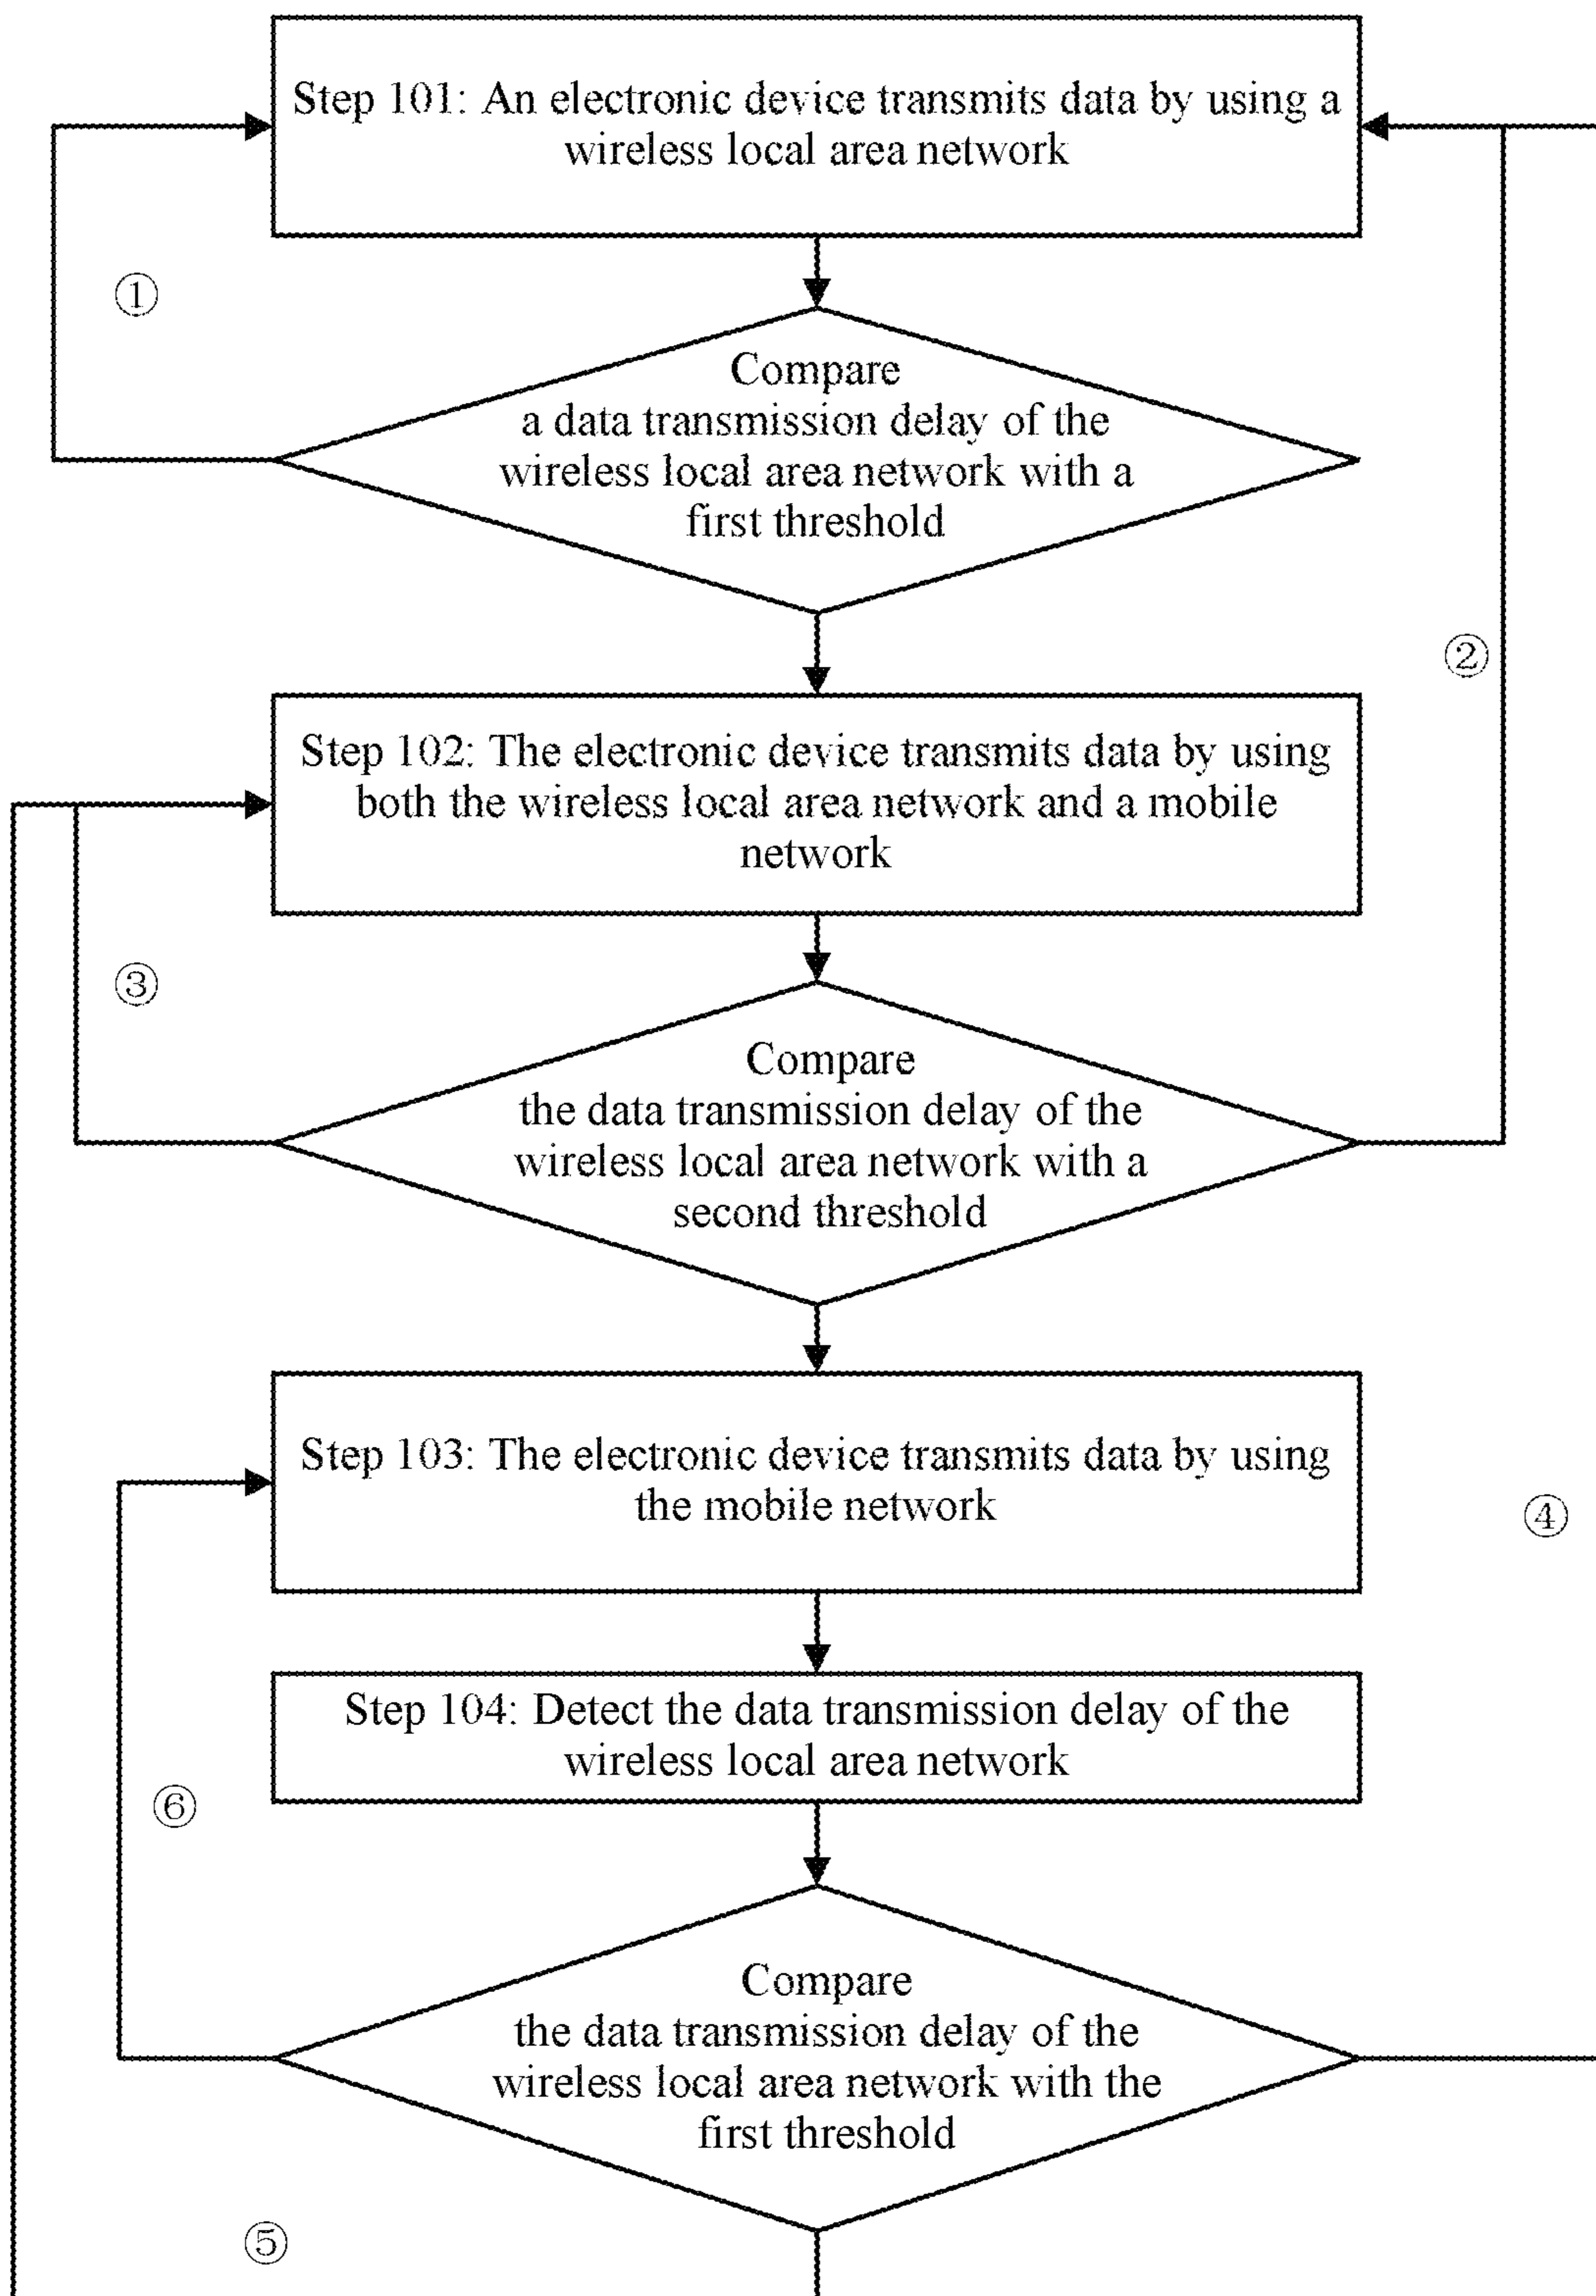 Step 101: An electronic device transmits data by using a
wireless local area network
①
Compare
a data transmission delay of the
wireless local area network with a
first threshold
②
Step 102: The electronic device transmits data by using
both the wireless local area network and a mobile
network
③
Compare
the data transmission delay of the
wireless local area network with a
second threshold
Step 103: The electronic device transmits data by using
the mobile network
④
Step 104: Detect the data transmission delay of the
wireless local area network
⑥
Compare
the data transmission delay of the
wireless local area network with the
first threshold
⑤